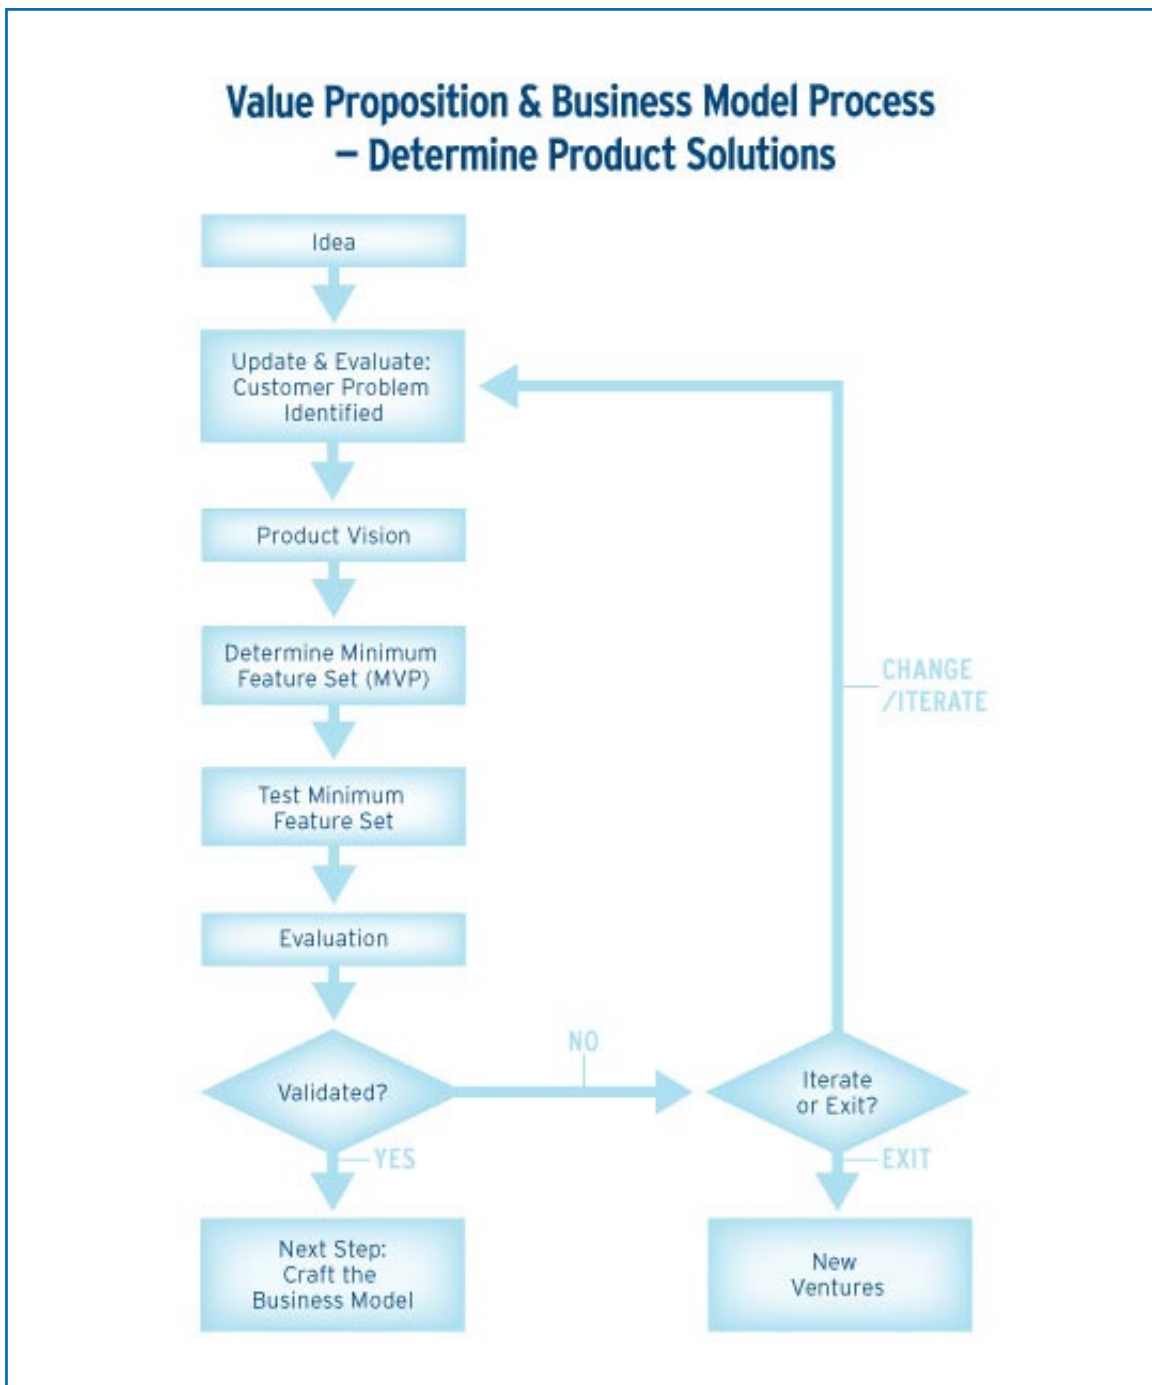 Value Proposition & Business Model Process
– Determine Product Solutions
Idea
Update & Evaluate:
Customer Problem
Identified
Product Vision
Determine Minimum
Feature Set (MVP)
CHANGE
/ITERATE
Test Minimum
Feature Set
Evaluation
NO
Validated?
Iterate
or Exit?
YES
EXIT
Next Step:
Craft the
Business Model
New
Ventures